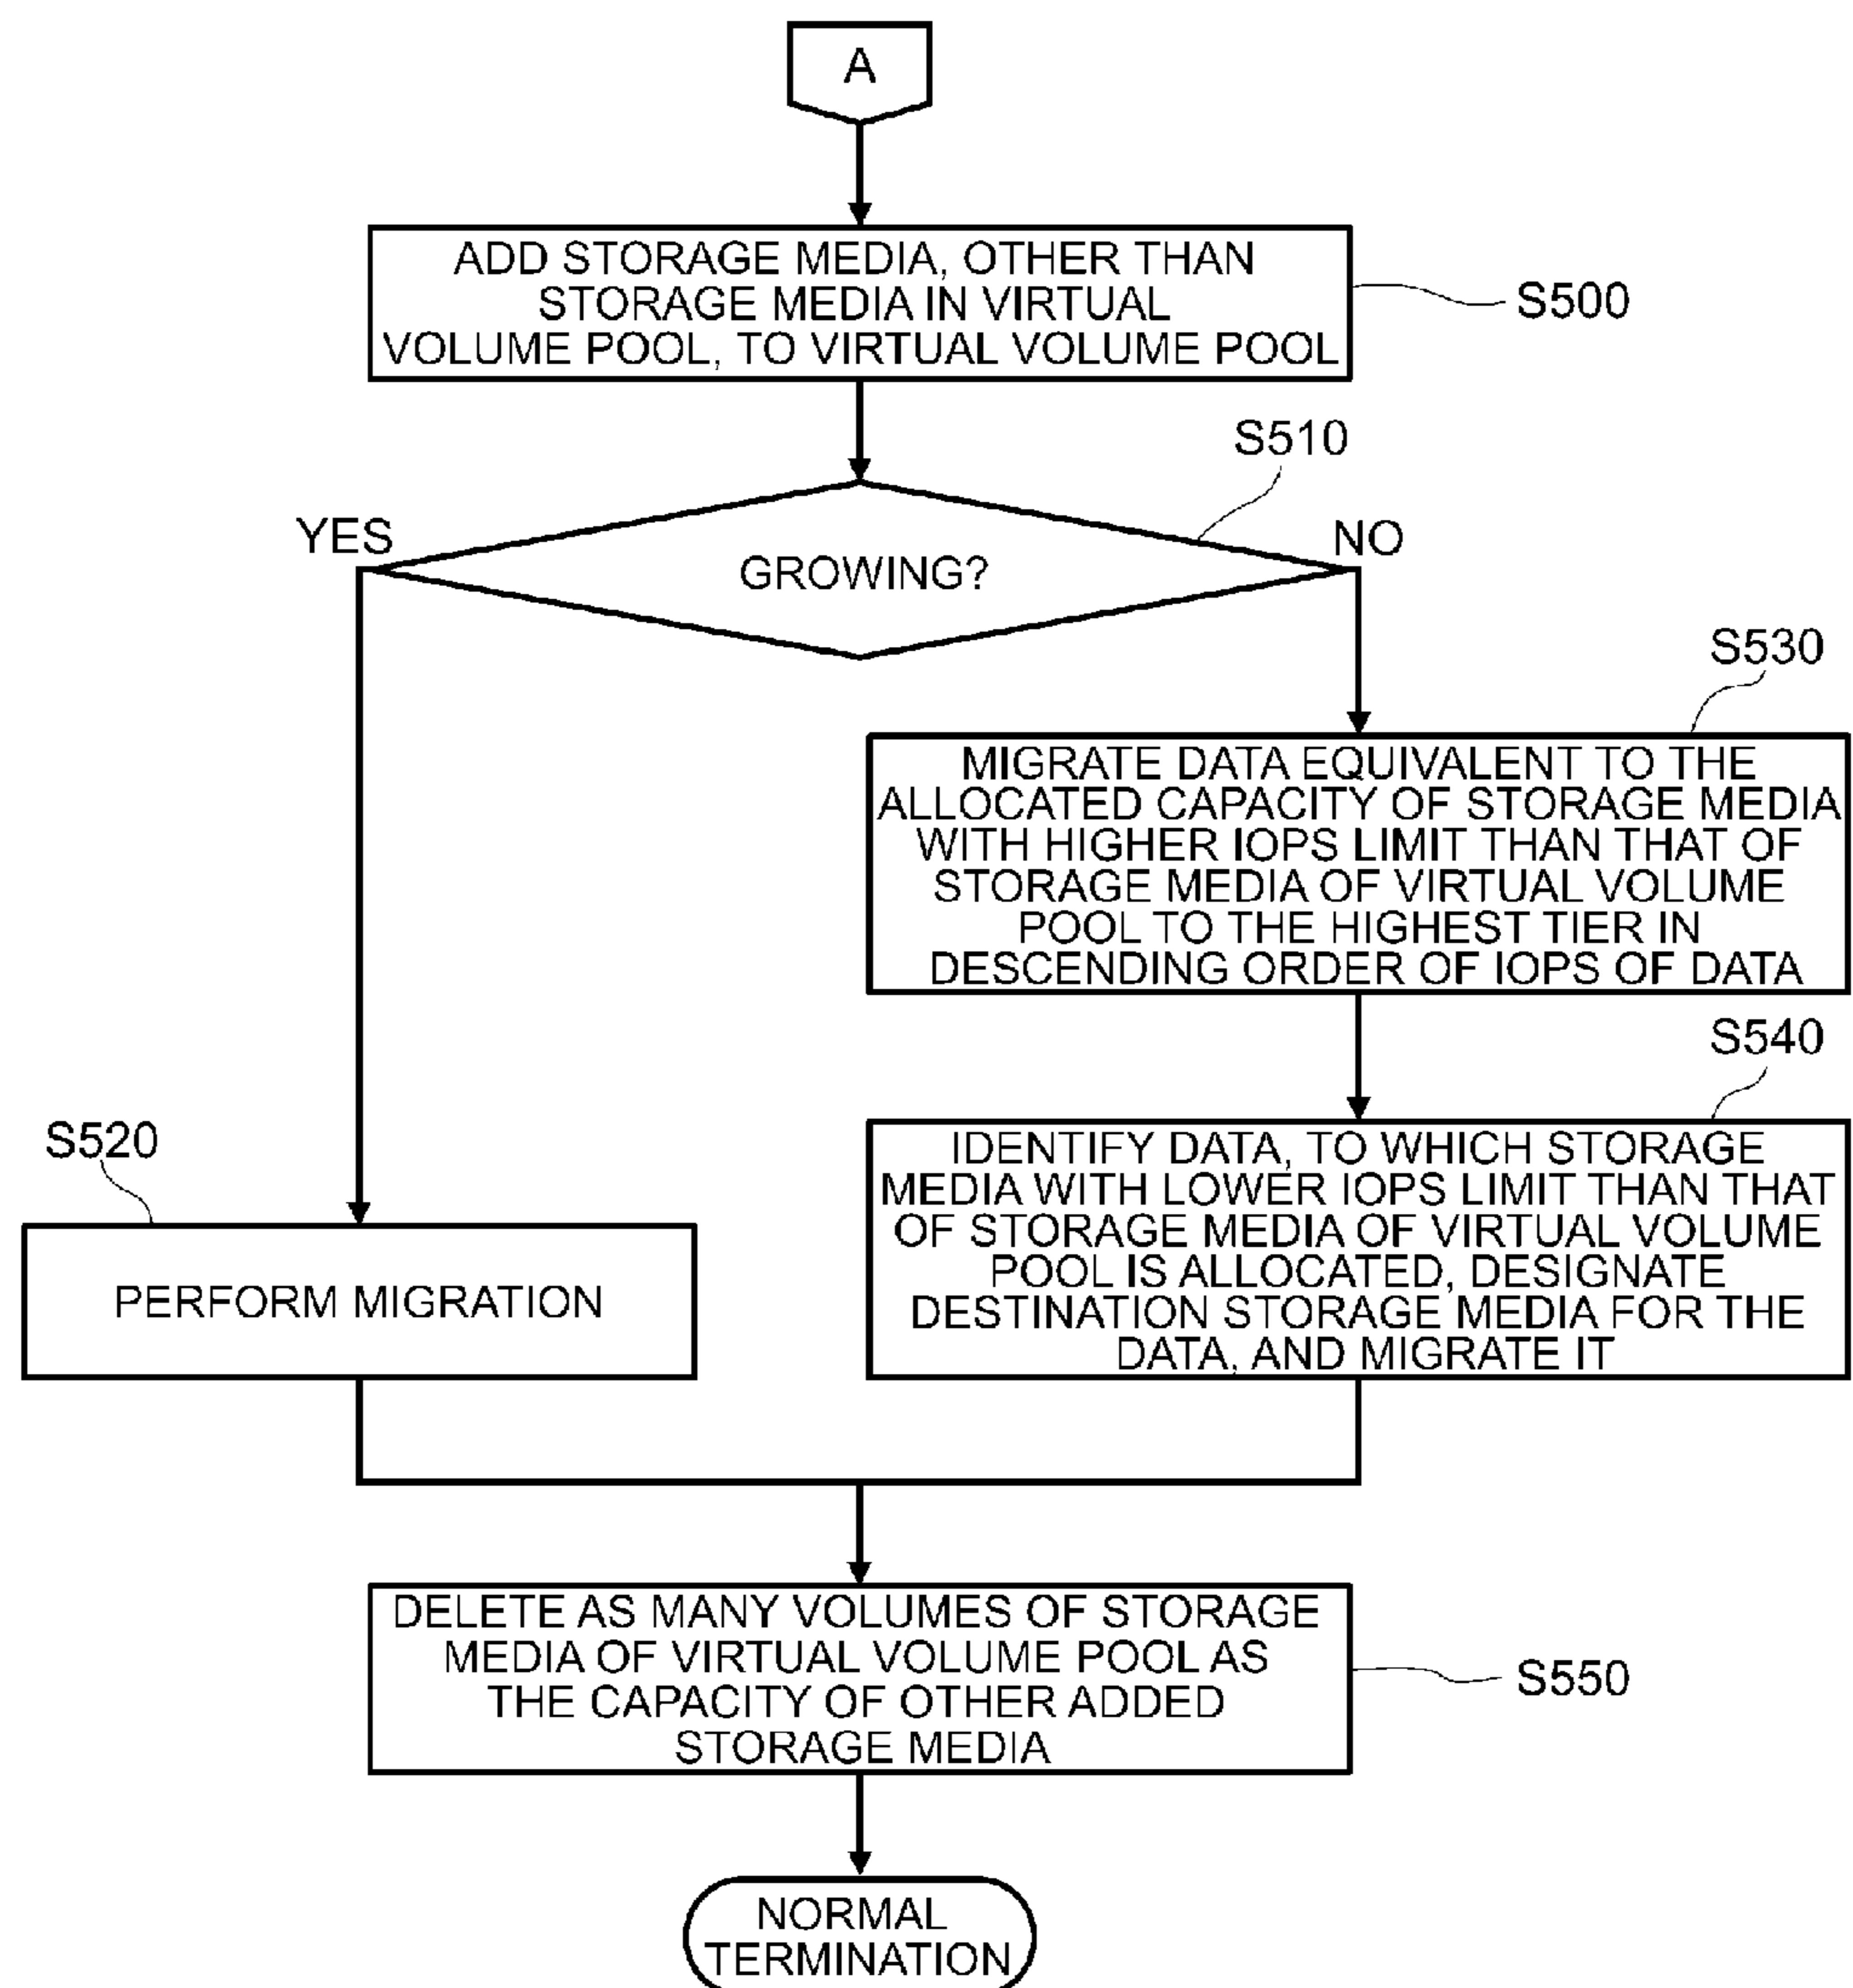 A
ADD STORAGE MEDIA, OTHER THAN
STORAGE MEDIA IN VIRTUAL
VOLUME POOL, TO VIRTUAL VOLUME POOL
S500
S510
YES
NO
GROWING?
S530
MIGRATE DATA EQUIVALENT TO THE
ALLOCATED CAPACITY OF STORAGE MEDIA
WITH HIGHER IOPS LIMIT THAN THAT OF
STORAGE MEDIA OF VIRTUAL VOLUME
POOL TO THE HIGHEST TIER IN
DESCENDING ORDER OF IOPS OF DATA
S540
IDENTIFY DATA, TO WHICH STORAGE
MEDIA WITH LOWER IOPS LIMIT THAN THAT
OF STORAGE MEDIA OF VIRTUAL VOLUME
POOL IS ALLOCATED, DESIGNATE
DESTINATION STORAGE MEDIA FOR THE
DATA, AND MIGRATE IT
S520
PERFORM MIGRATION
DELETE AS MANY VOLUMES OF STORAGE
MEDIA OF VIRTUAL VOLUME POOL AS
THE CAPACITY OF OTHER ADDED
STORAGE MEDIA
S550
NORMAL
TERMINATION